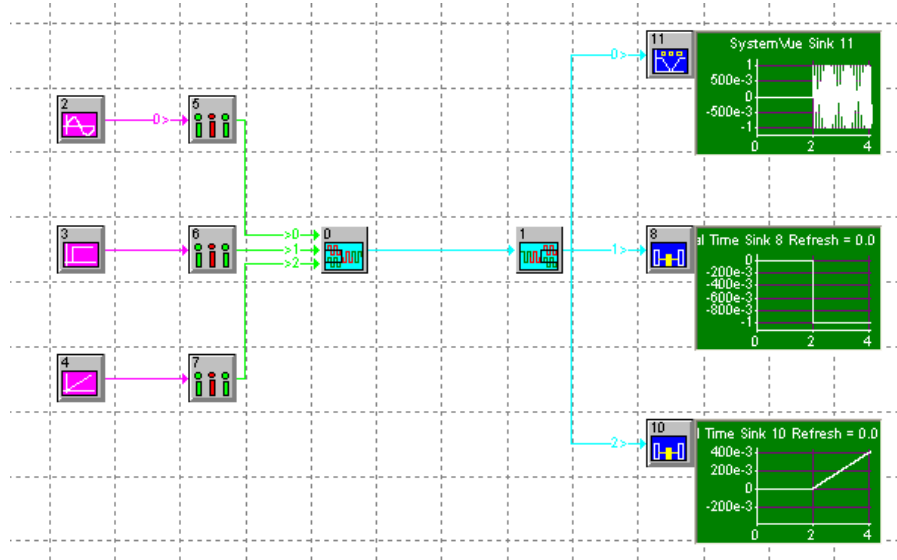 11
SystemVue Sink 11
0>
1
500e-3
0
-500e-3
-1
0 2 4
2
0>
5
3
6
>0
>1
>2
0
1
1>
8
al Time Sink 8 Refresh = 0.0
0
-200e-3
-400e-3
-600e-3
-800e-3
-1
0 2 4
4
7
2>
10
l Time Sink 10 Refresh = 0.0
400e-3
200e-3
0
-200e-3
0 2 4